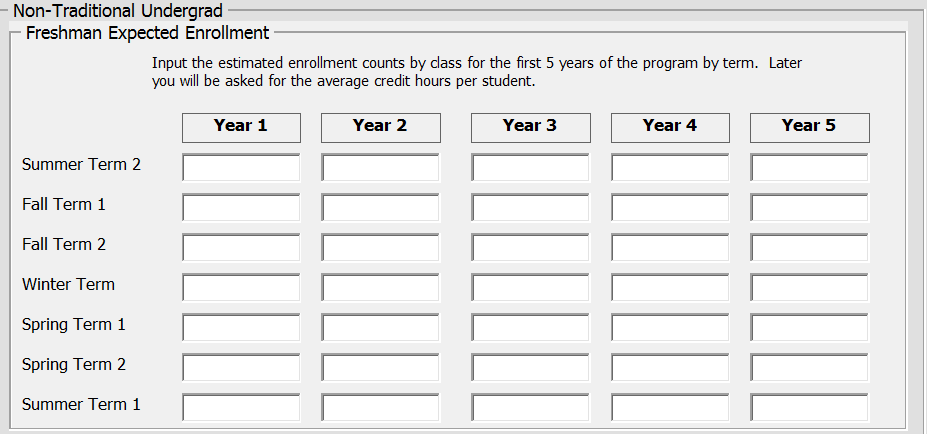 Non-Traditional Undergrad
Freshman Expected Enrollment
Input the estimated enrollment counts by class for the first 5 years of the program by term.  Later
you will be asked for the average credit hours per student.
Year 1 Year 2 Year 3 Year 4 Year 5
Summer Term 2
Fall Term 1
Fall Term 2
Winter Term
Spring Term 1
Spring Term 2
Summer Term 1